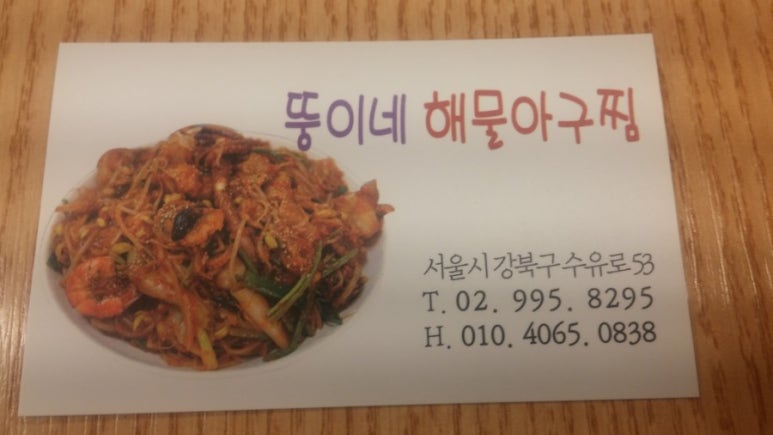 뚱이네 해물아구찜
서울시 강북구 수유로 53
T. 02. 995. 8295
H. 010. 4065. 0838